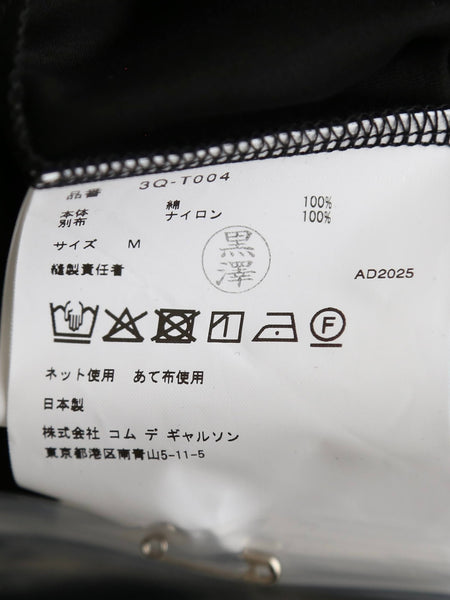 品番 3Q-T004
本体 綿 100%
別布 ナイロン 100%
サイズ M
縫製責任者 黒澤
AD2025
F
ネット使用 あて布使用
日本製
株式会社 コム デ ギャルソン
東京都港区南青山5-11-5